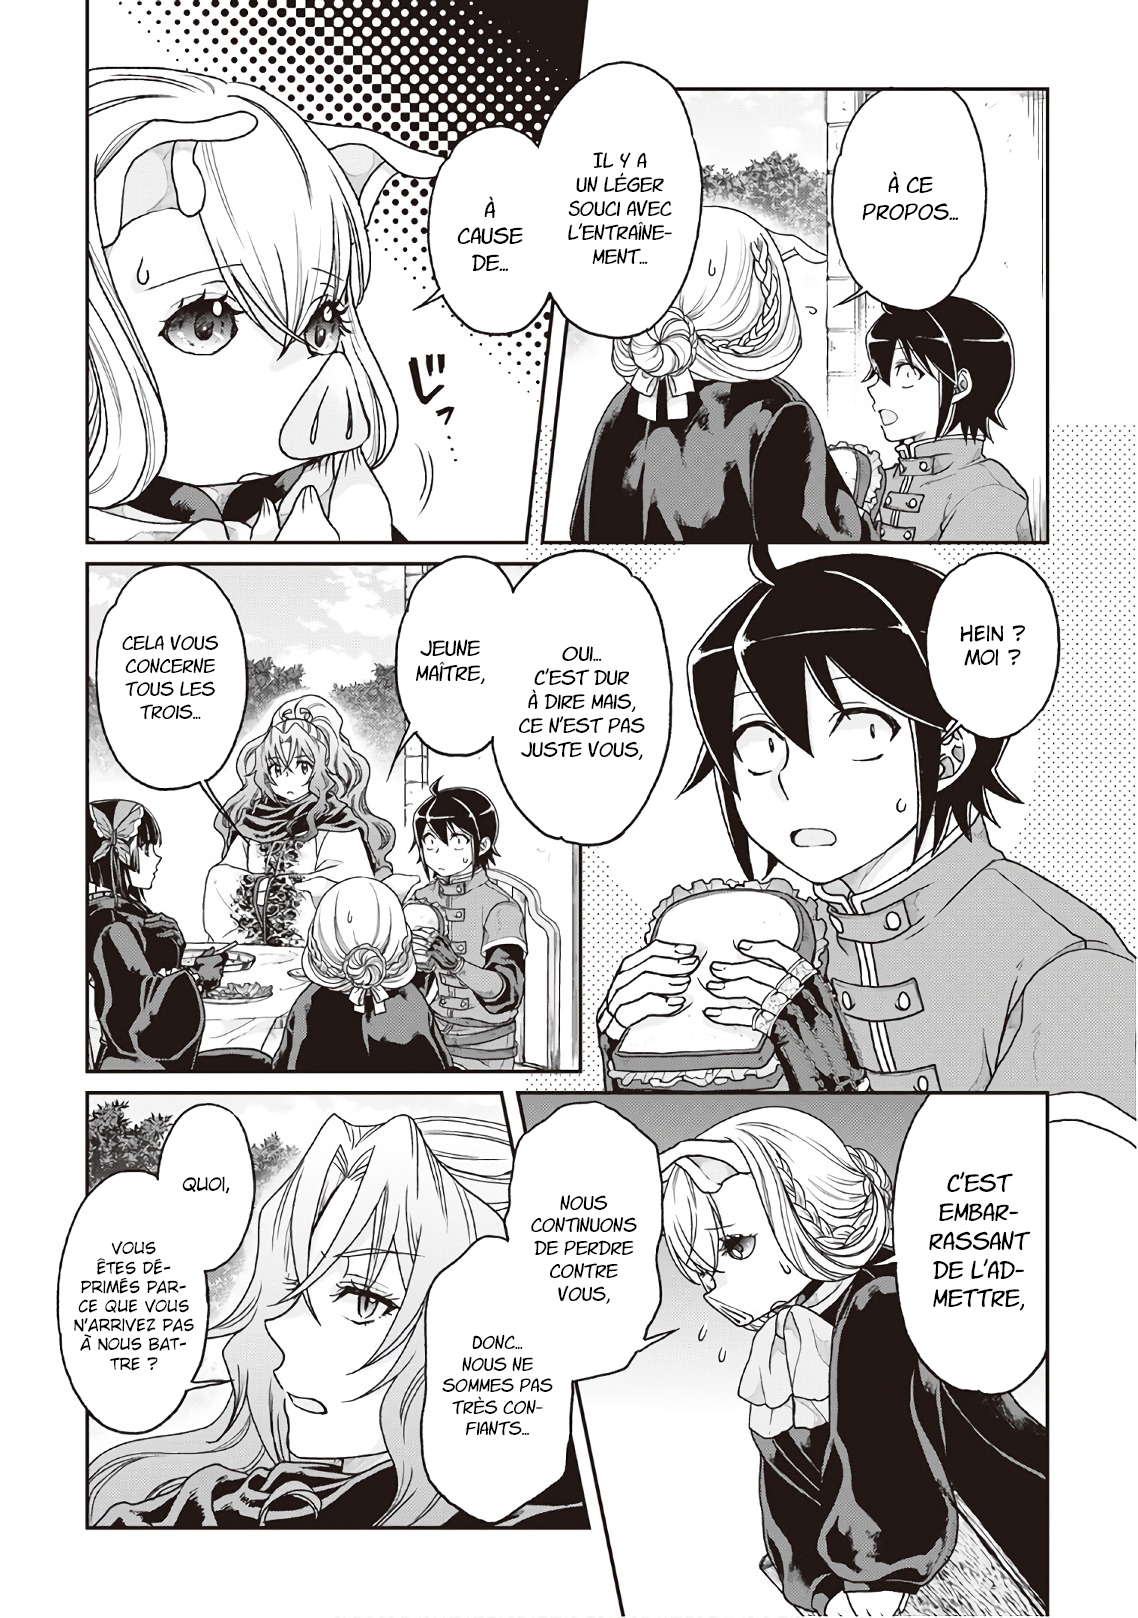 À CE
PROPOS...
IL Y A
UN LÉGER
SOUCI AVEC
L'ENTRAÎNE-
MENT...
À
CAUSE
DE...
じ〜っ
HEIN ?
MOI ?
OUI...
C'EST DUR
À DIRE MAIS,
CE N'EST PAS
JUSTE VOUS,
JEUNE
MAÎTRE,
CELA VOUS
CONCERNE
TOUS LES
TROIS...
C'EST
EMBAR-
RASSANT
DE L'AD-
METTRE,
NOUS
CONTINUONS
DE PERDRE
CONTRE
VOUS,
DONC...
NOUS NE
SOMMES PAS
TRÈS CON-
FIANTS...
QUOI,
VOUS
ÊTES DÉ-
PRIMÉS PAR-
CE QUE VOUS
N'ARRIVEZ PAS
À NOUS BAT-
TRE ?